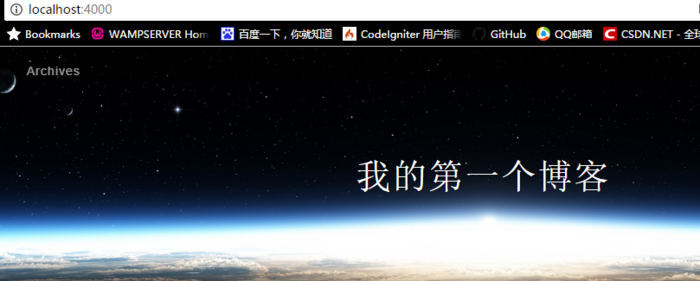 localhost:4000
Bookmarks WAMPSERVER Hom 百度一下，你就知道 CodeIgniter 用户指南 GitHub QQ邮箱 CSDN.NET - 全球
Archives
我的第一个博客